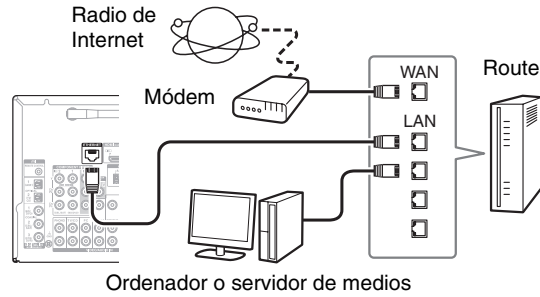 Radio de
Internet
Módem
WAN
Route
LAN
Ordenador o servidor de medios